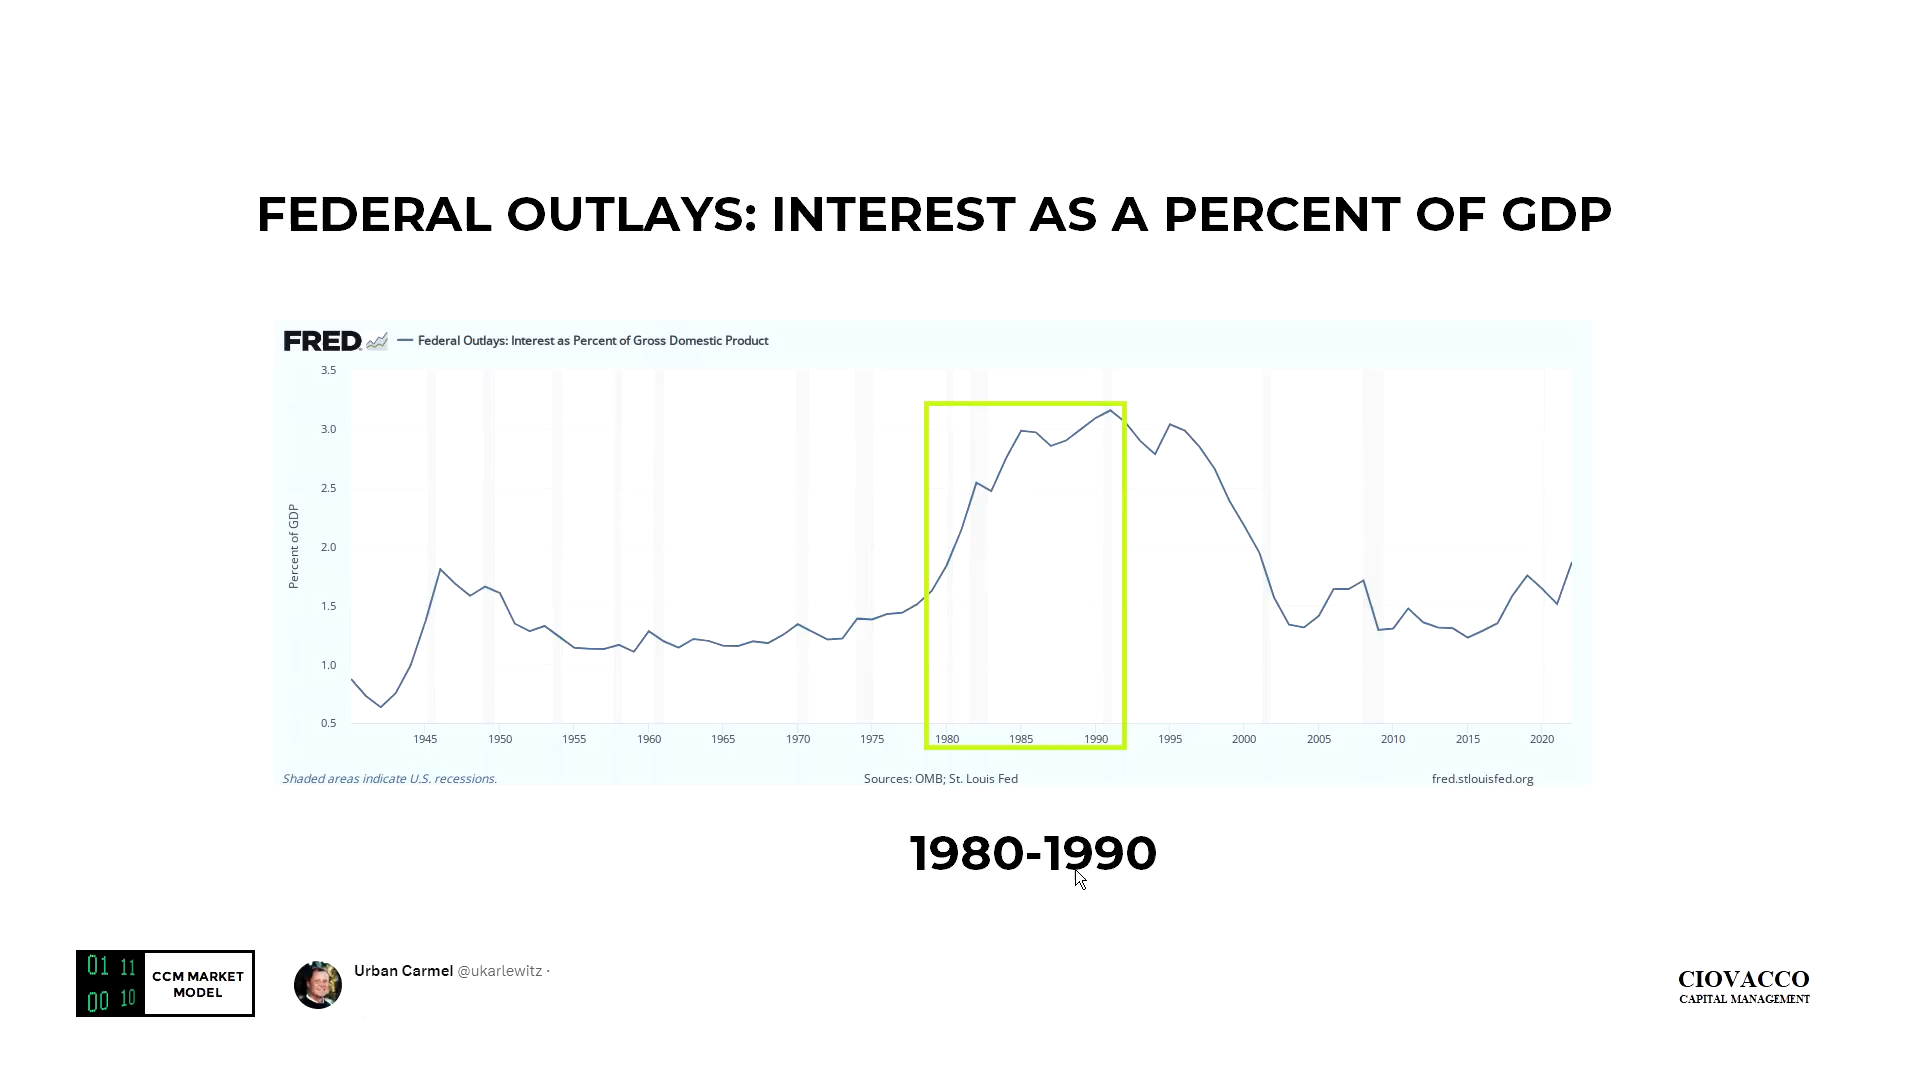 FEDERAL OUTLAYS: INTEREST AS A PERCENT OF GDP
FRED — Federal Outlays: Interest as Percent of Gross Domestic Product
Percent of GDP
3.5
3.0
2.5
2.0
1.5
1.0
0.5
1945 1950 1955 1960 1965 1970 1975 1980 1985 1990 1995 2000 2005 2010 2015 2020
Shaded areas indicate U.S. recessions. Sources: OMB; St. Louis Fed fred.stlouisfed.org
1980-1990
01 11
00 10
CCM MARKET
MODEL
Urban Carmel @ukarlewitz ·
CIOVACCO
CAPITAL MANAGEMENT